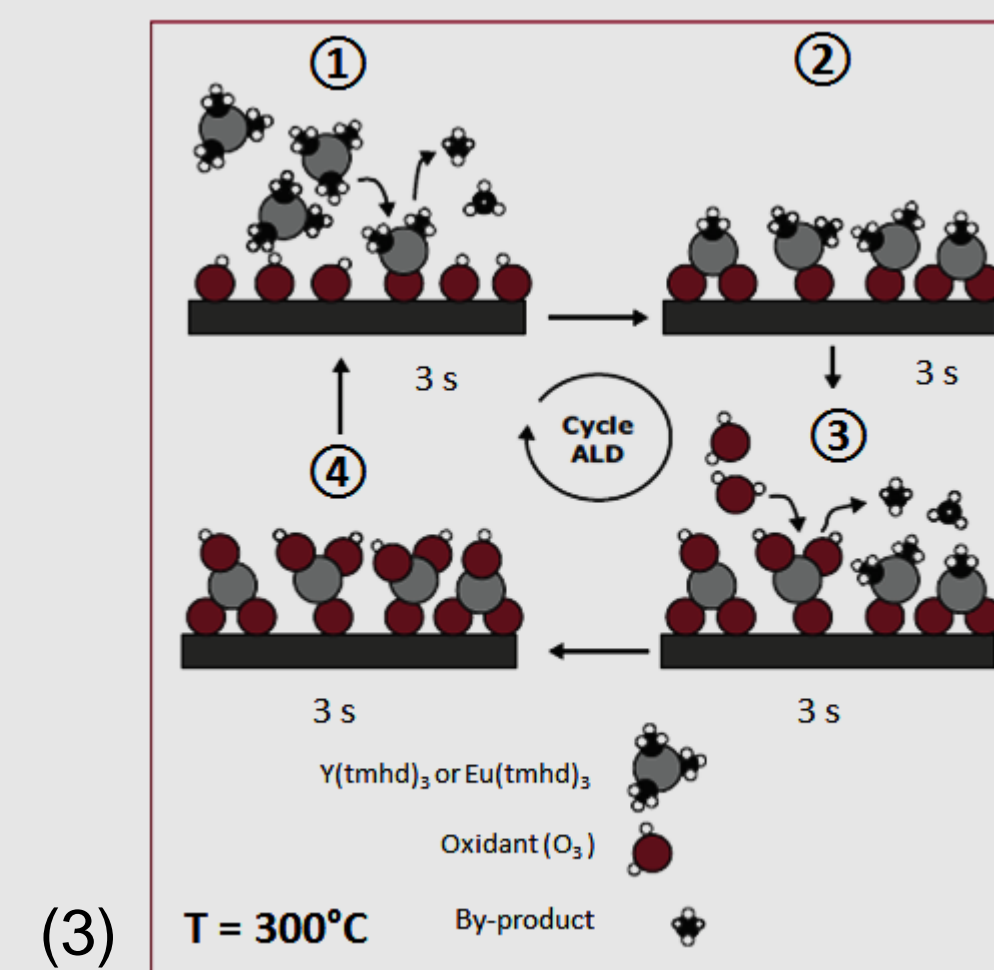 1
2
3 s
3 s
Cycle
ALD
3
4
3 s
3 s
Y(tmhd)₃ or Eu(tmhd)₃
Oxidant (O₃)
By-product
(3)
T = 300°C